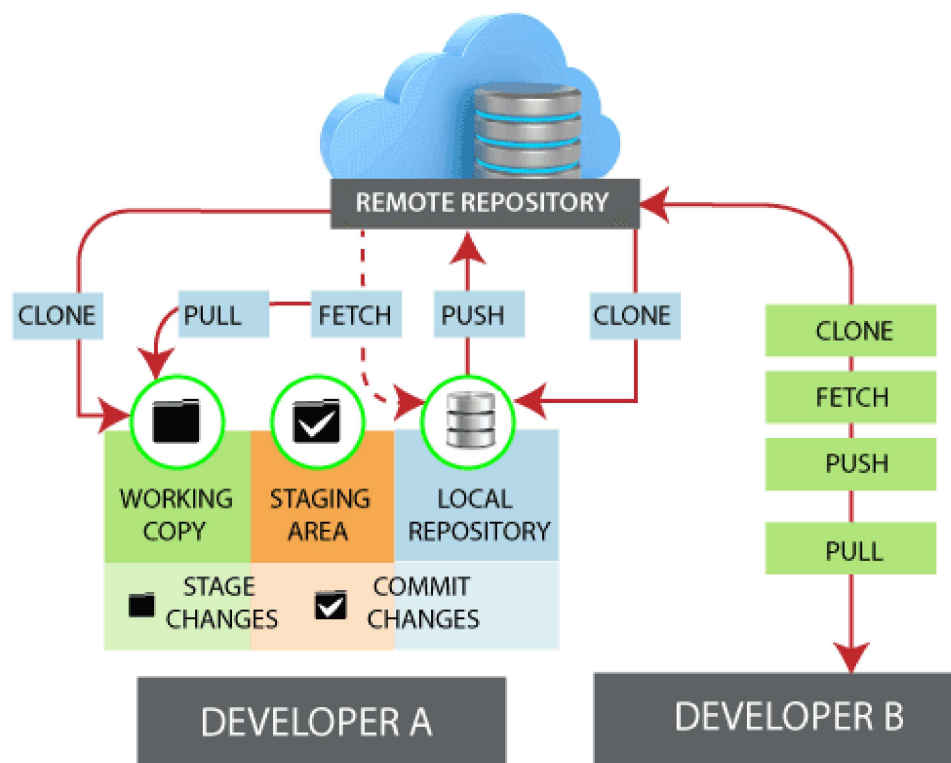 REMOTE REPOSITORY
CLONE
PULL
FETCH
PUSH
CLONE
CLONE
FETCH
PUSH
PULL
WORKING
COPY
STAGING
AREA
LOCAL
REPOSITORY
STAGE
CHANGES
COMMIT
CHANGES
DEVELOPER A
DEVELOPER B